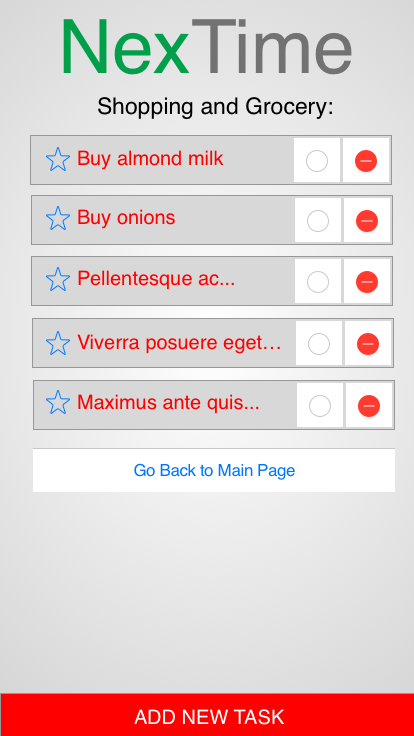 NexTime
Shopping and Grocery:
Buy almond milk
Buy onions
Pellentesque ac...
Viverra posuere eget…
Maximus ante quis...
Go Back to Main Page
ADD NEW TASK